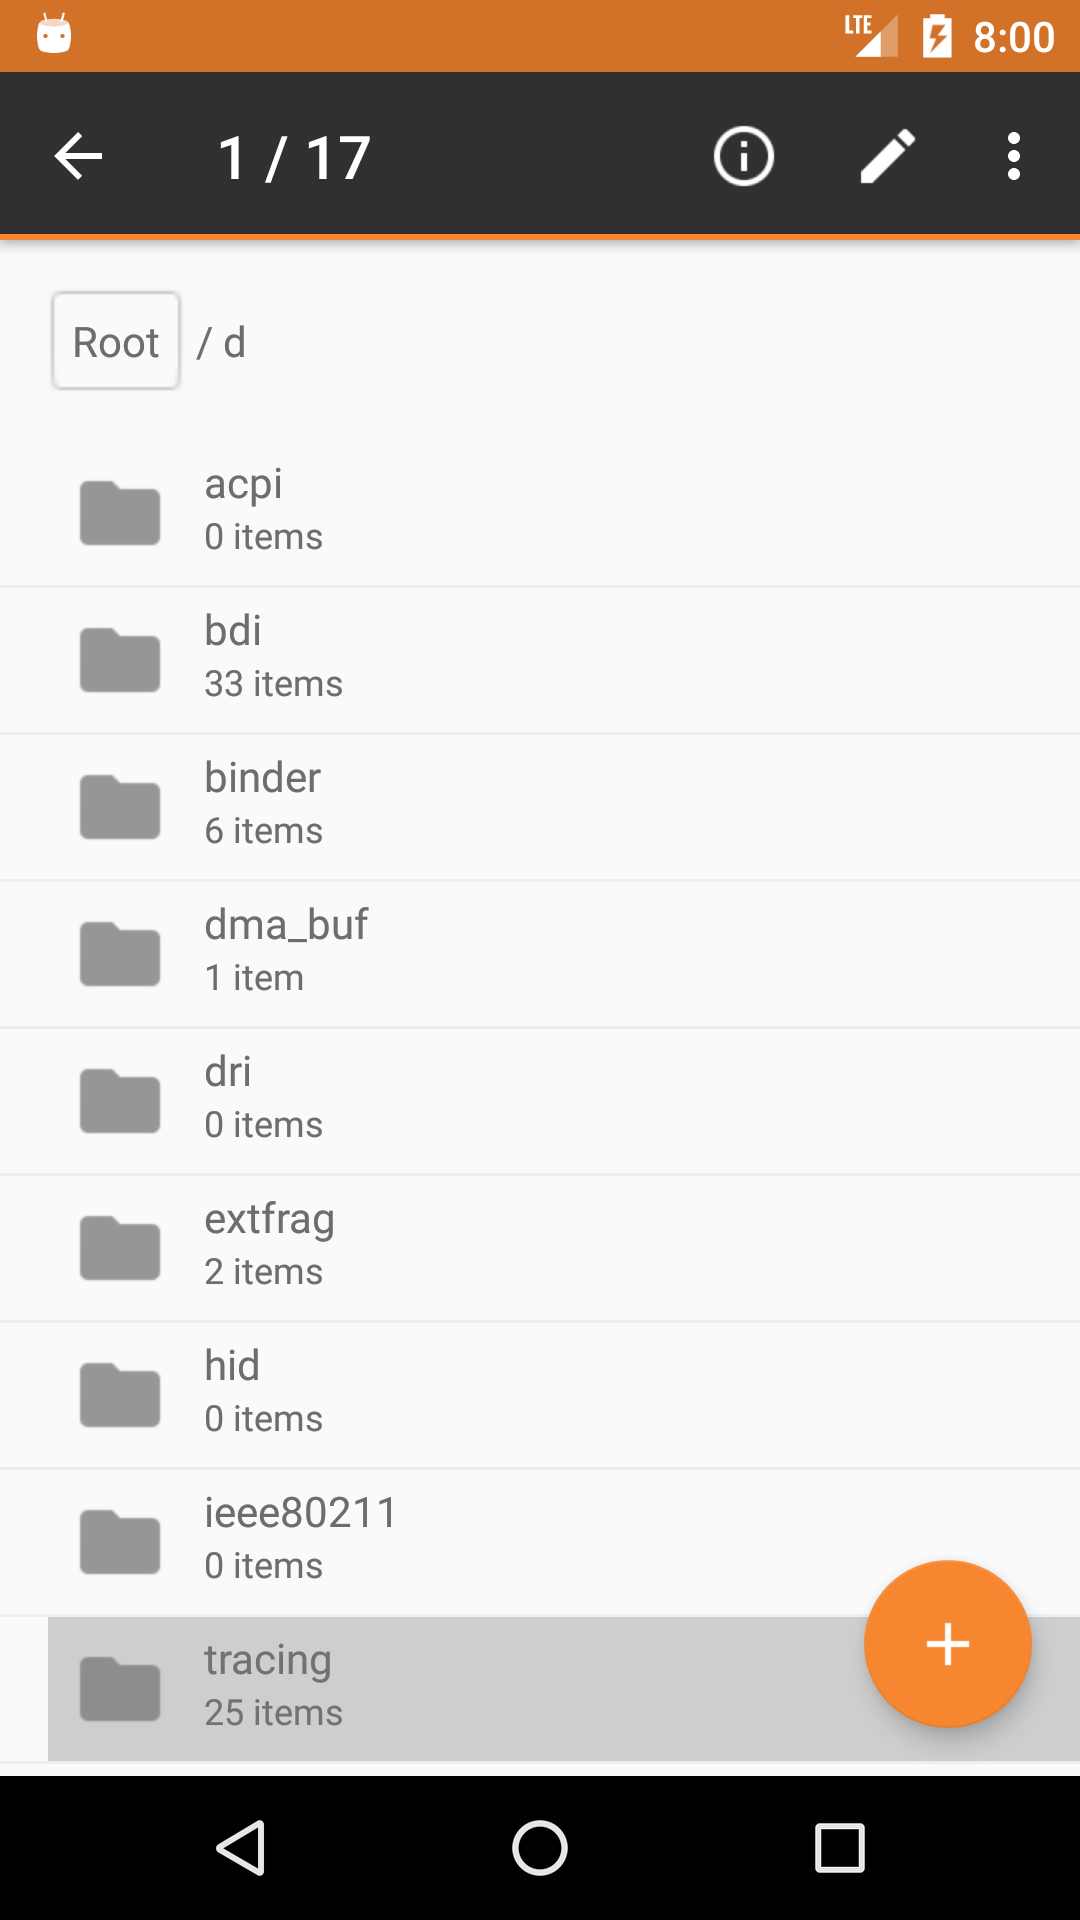 LTE 8:00
1 / 17
Root / d
acpi
0 items
bdi
33 items
binder
6 items
dma_buf
1 item
dri
0 items
extfrag
2 items
hid
0 items
ieee80211
0 items
tracing
25 items